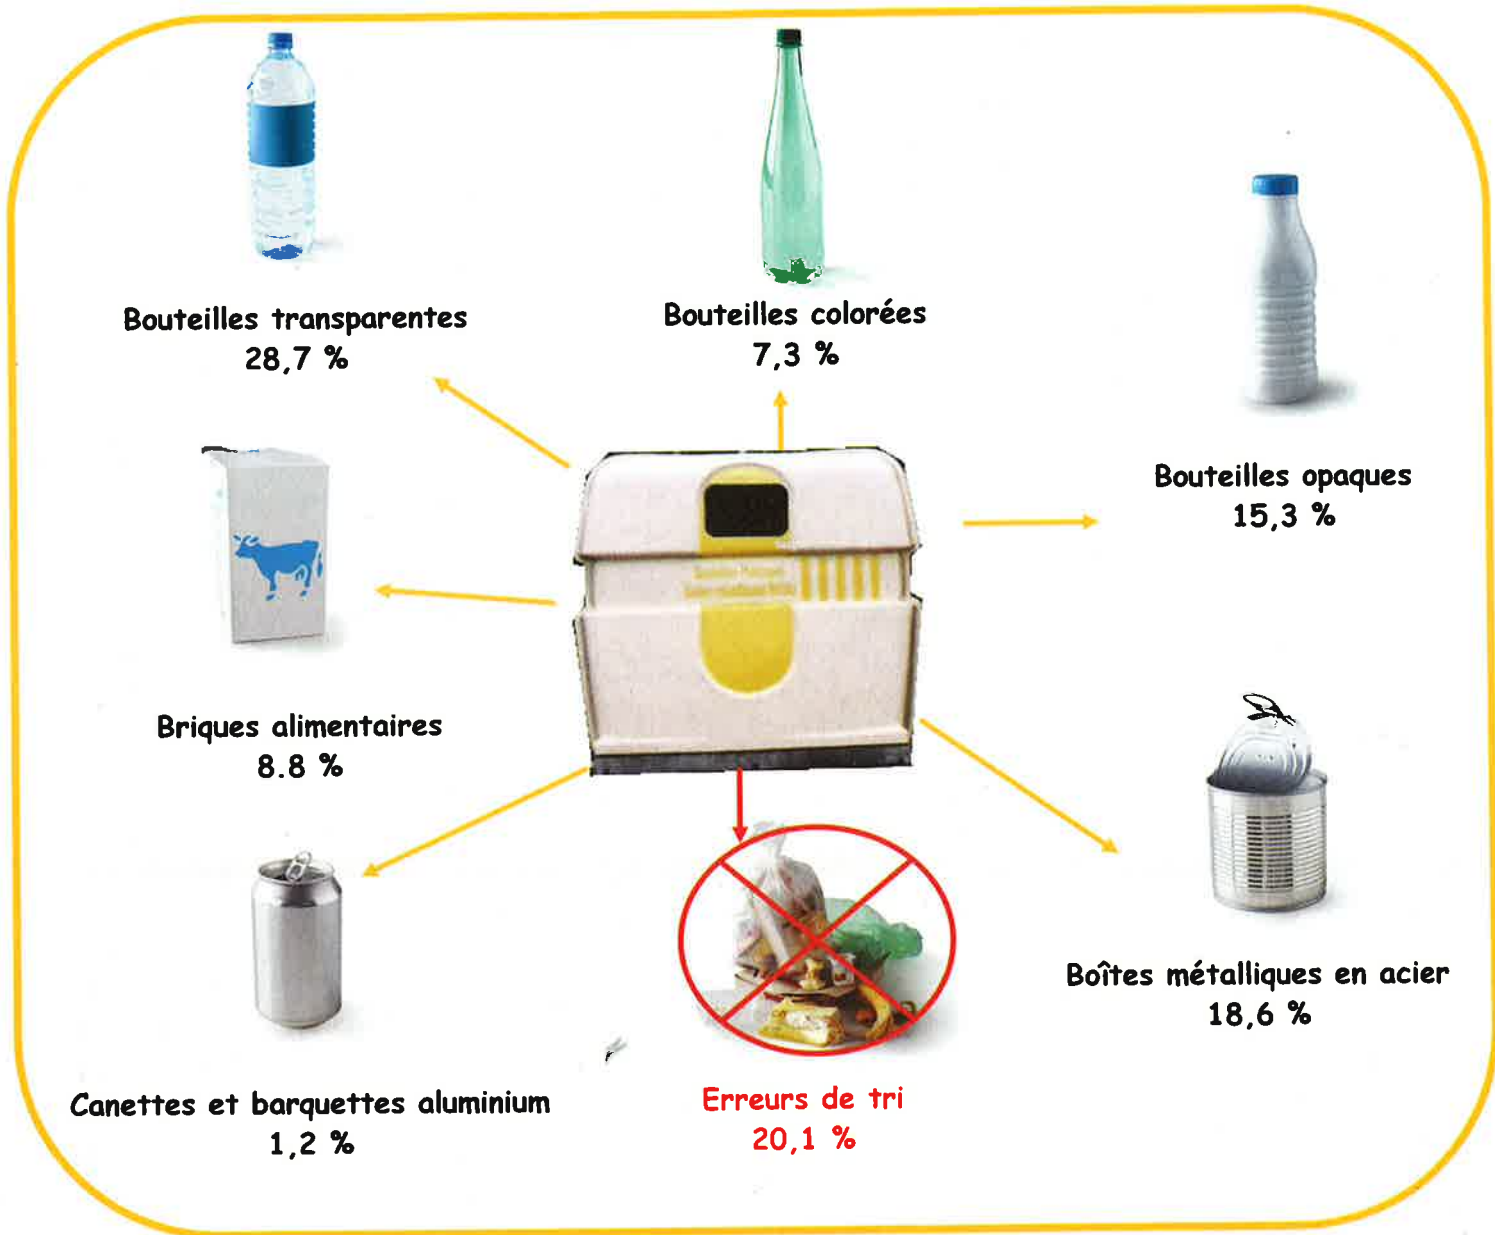 Bouteilles transparentes
28,7 %
Bouteilles colorées
7,3 %
Bouteilles opaques
15,3 %
Briques alimentaires
8.8 %
Boîtes métalliques en acier
18,6 %
Canettes et barquettes aluminium
1,2 %
Erreurs de tri
20,1 %